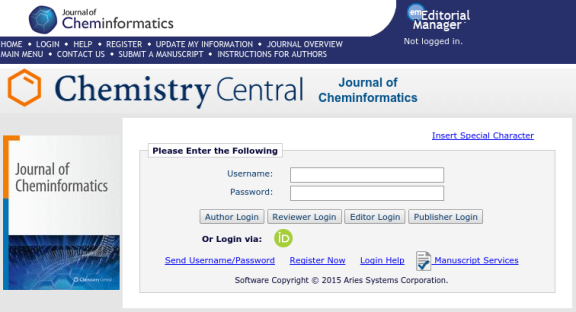 Journal of
Cheminformatics
em Editorial
Manager
Not logged in.
HOME • LOGIN • HELP • REGISTER • UPDATE MY INFORMATION • JOURNAL OVERVIEW
MAIN MENU • CONTACT US • SUBMIT A MANUSCRIPT • INSTRUCTIONS FOR AUTHORS
Chemistry Central
Journal of
Cheminformatics
Insert Special Character
Journal of
Cheminformatics
Chemistry Central
Please Enter the Following
Username:
Password:
Author Login Reviewer Login Editor Login Publisher Login
Or Login via: iD
Send Username/Password Register Now Login Help Manuscript Services
Software Copyright © 2015 Aries Systems Corporation.